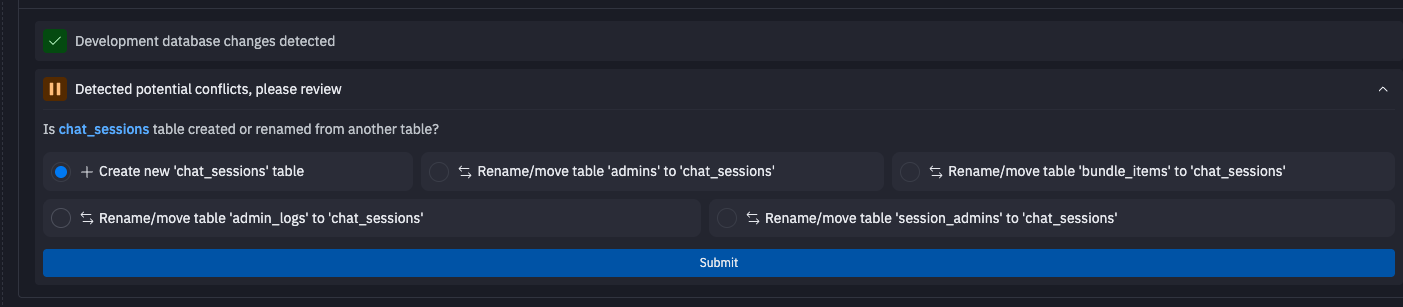 Development database changes detected
Detected potential conflicts, please review
Is chat_sessions table created or renamed from another table?
Create new 'chat_sessions' table
Rename/move table 'admins' to 'chat_sessions'
Rename/move table 'bundle_items' to 'chat_sessions'
Rename/move table 'admin_logs' to 'chat_sessions'
Rename/move table 'session_admins' to 'chat_sessions'
Submit